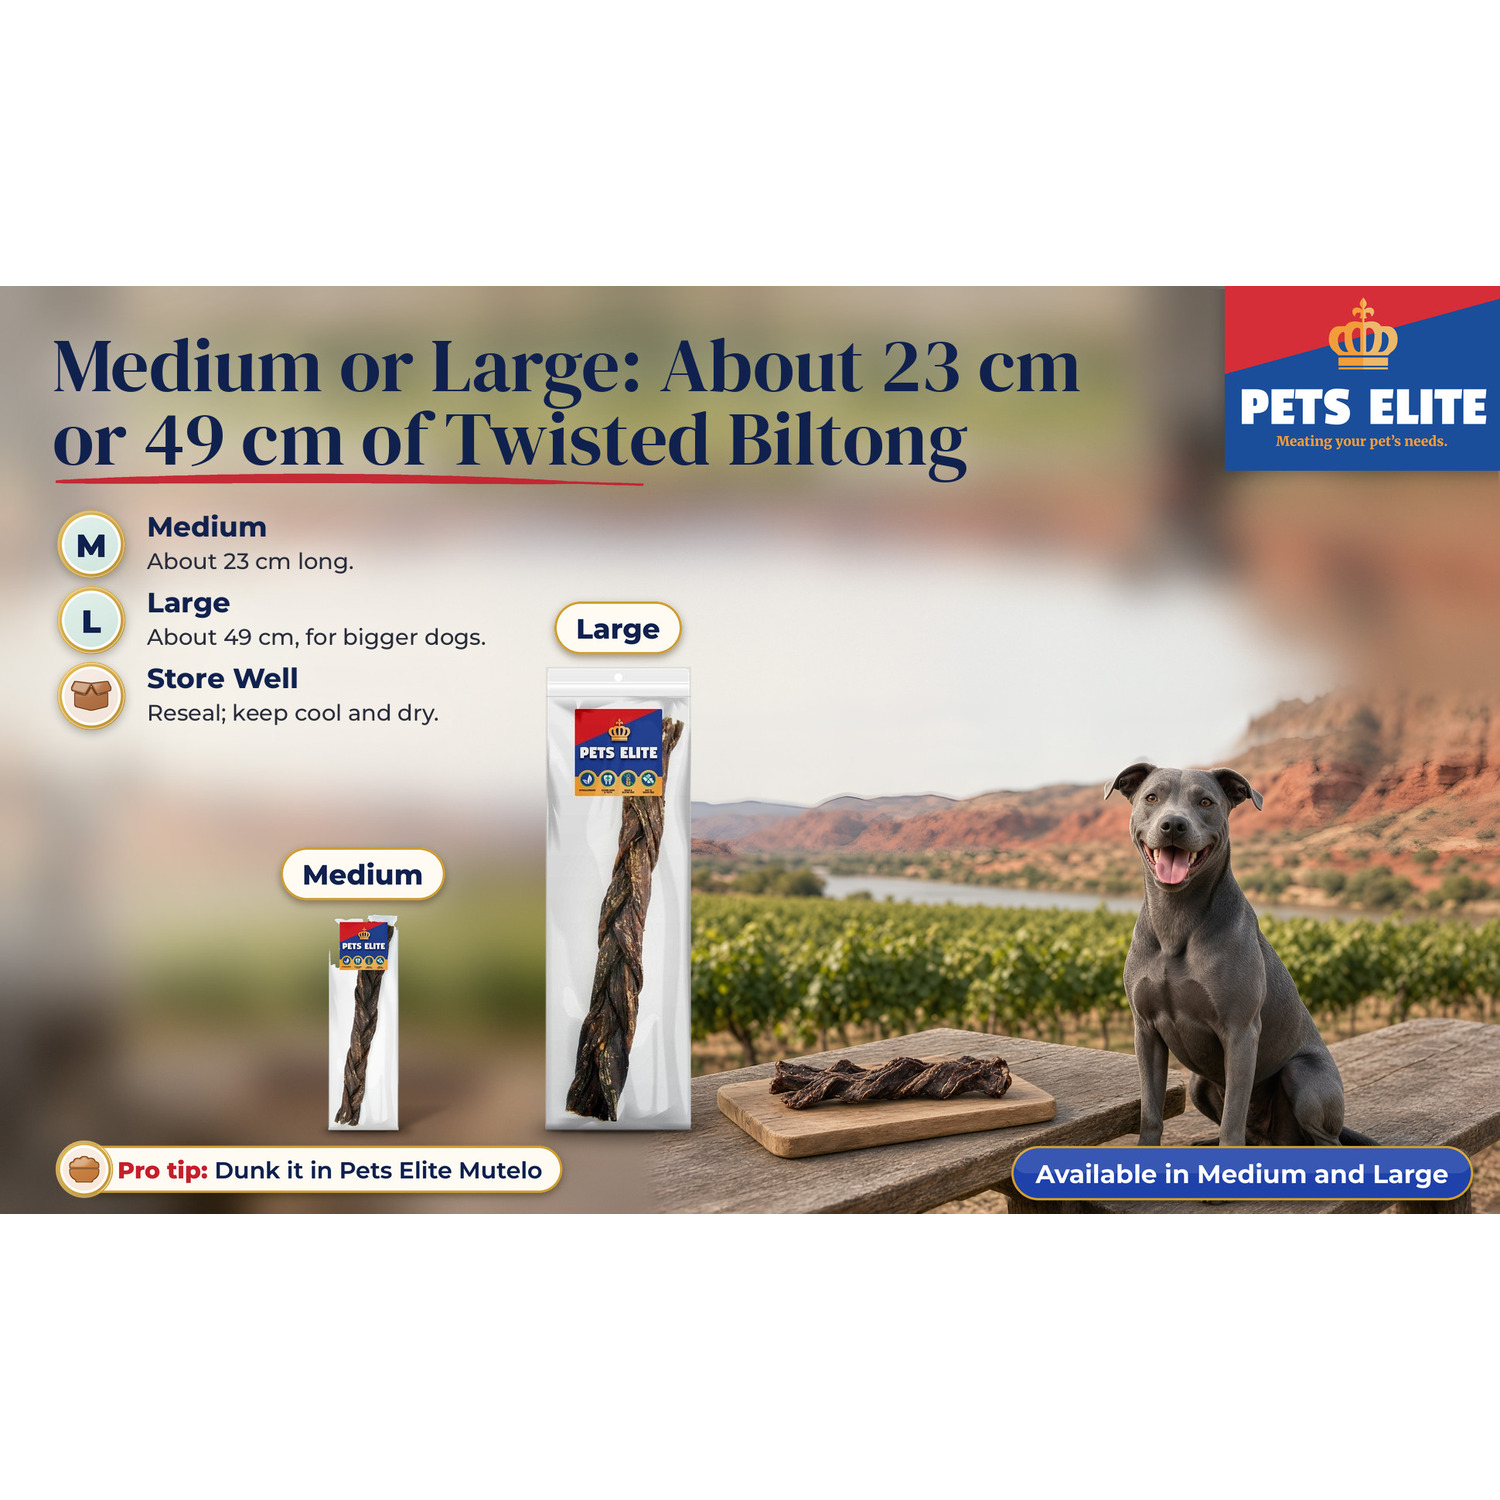 Medium or Large: About 23 cm
or 49 cm of Twisted Biltong
PETS ELITE
Meating your pet's needs.
M
Medium
About 23 cm long.
L
Large
About 49 cm, for bigger dogs.
Store Well
Reseal; keep cool and dry.
Large
PETS ELITE
Medium
PETS ELITE
Pro tip: Dunk it in Pets Elite Mutelo
Available in Medium and Large